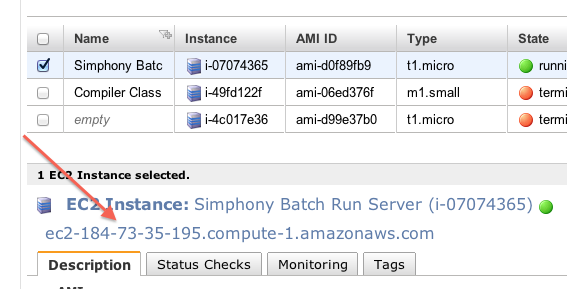 Name Instance AMI ID Type State
Simphony Batc i-07074365 ami-d0f89fb9 t1.micro runni
Compiler Class i-49fd122f ami-06ed376f m1.small termi
empty i-4c017e36 ami-d99e37b0 t1.micro termi
1 EC2 Instance selected.
EC2 Instance: Simphony Batch Run Server (i-07074365)
ec2-184-73-35-195.compute-1.amazonaws.com
Description Status Checks Monitoring Tags